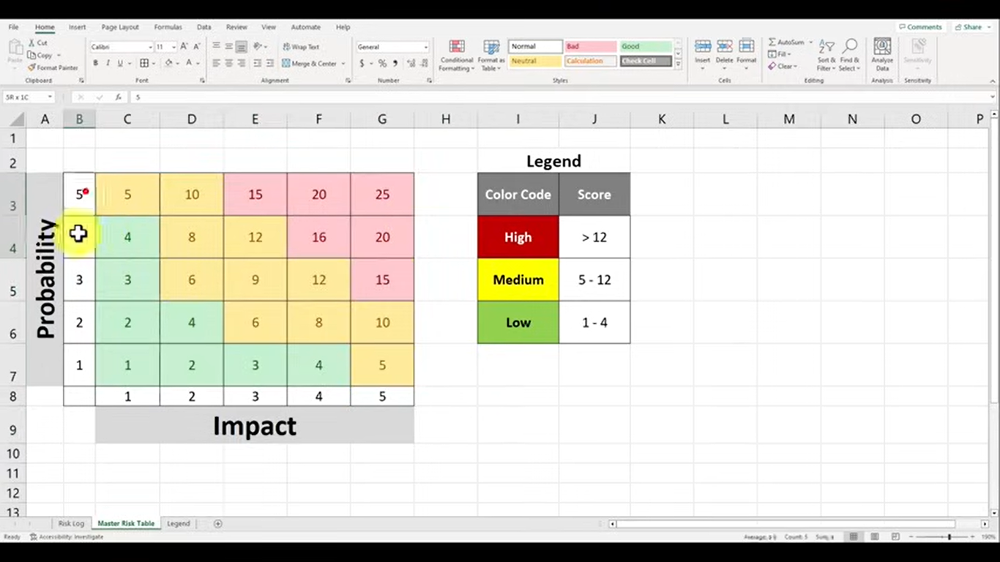 File Home Insert Page Layout Formulas Data Review View Automate Help Comments Share
Cut
Copy
Format Painter
Paste
Clipboard
Calibri 11
B I U
Font
Wrap Text
Merge & Center
Alignment
General
$ % ,
Number
Conditional Formatting
Format as Table
Normal Bad Good
Neutral Calculation Check Cell
Styles
Insert Delete Format
Cells
AutoSum
Fill
Clear
Sort & Filter
Find & Select
Editing
Analyze Data
Analysis
Sensitivity
Sensitivity
5R x 1C fx 5
A B C D E F G H I J K L M N O P
1
2 Legend
3 5 5 10 15 20 25 Color Code Score
4 4 8 12 16 20 High > 12
5 3 3 6 9 12 15 Medium 5 - 12
6 2 2 4 6 8 10 Low 1 - 4
7 1 1 2 3 4 5
Probability
8 1 2 3 4 5
9 Impact
10
11
12
13
Risk Log Master Risk Table Legend
Ready Accessibility: Investigate Count: 5 190%